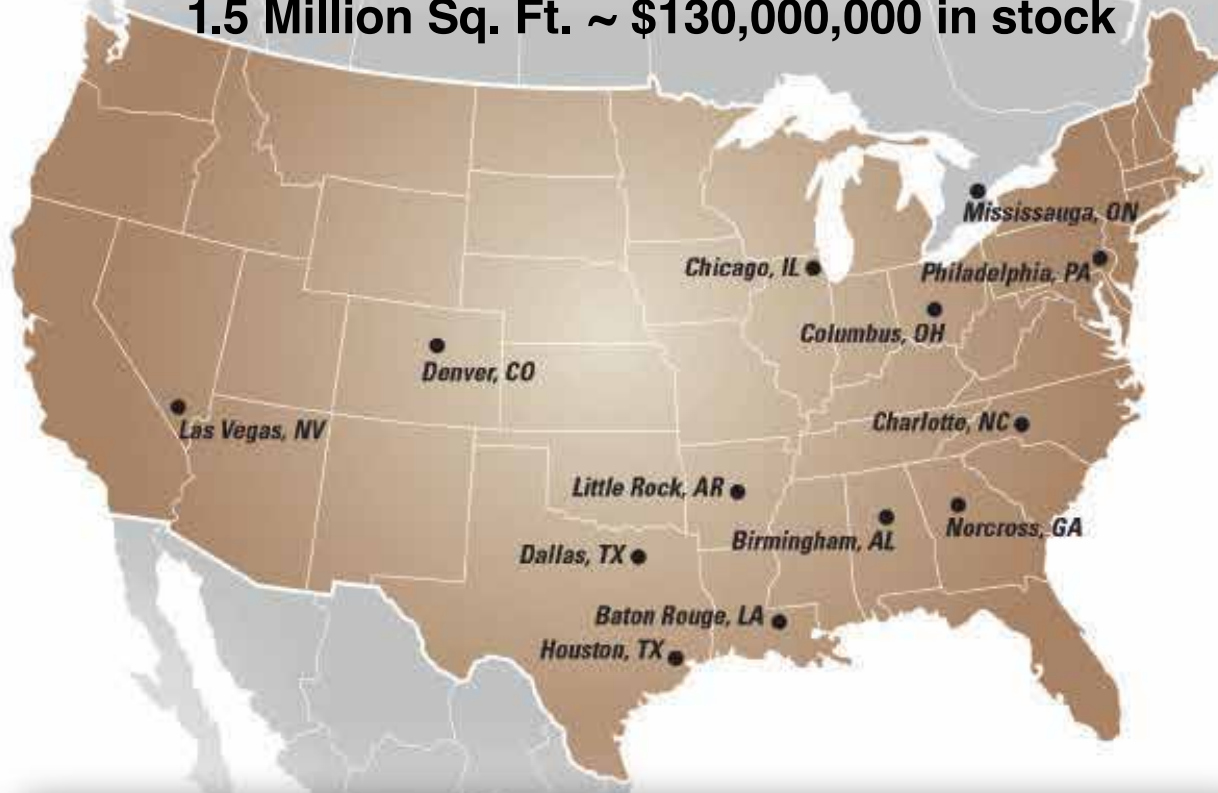 1.5 Million Sq. Ft. ~ $130,000,000 in stock
Mississauga, ON
Chicago, IL
Philadelphia, PA
Columbus, OH
Denver, CO
Las Vegas, NV
Charlotte, NC
Little Rock, AR
Norcross, GA
Birmingham, AL
Dallas, TX
Baton Rouge, LA
Houston, TX